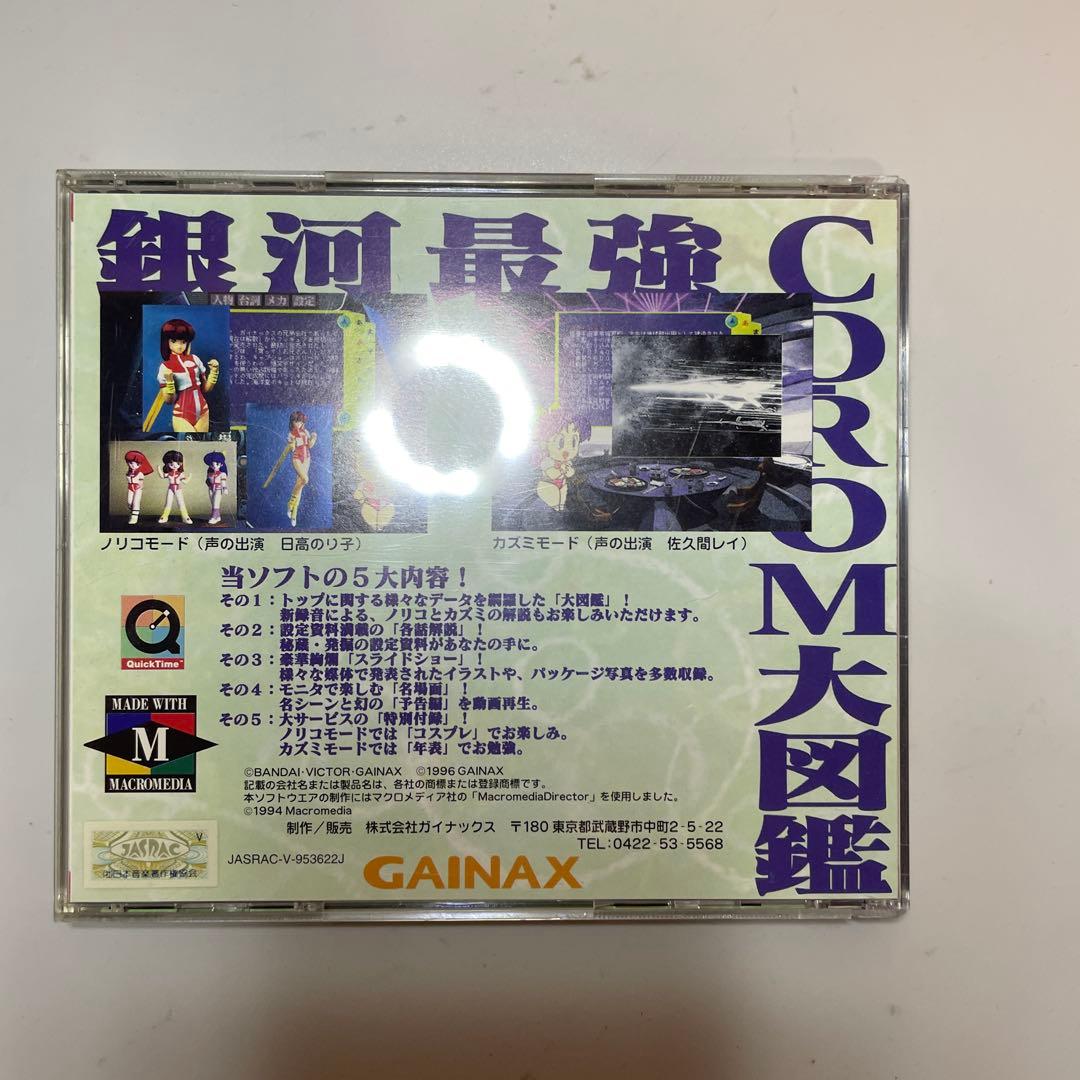 銀河最強
CD-ROM大図鑑
人物 台詞 メカ 設定
ノリコモード（声の出演　日高のり子）
カズミモード（声の出演　佐久間レイ）
当ソフトの５大内容！
その１：トップに関する様々なデータを網羅した「大図鑑」！
新録音による、ノリコとカズミの解説もお楽しみいただけます。
その２：設定資料満載の「各話解説」！
秘蔵・発掘の設定資料があなたの手に。
その３：豪華絢爛「スライドショー」！
様々な媒体で発表されたイラストや、パッケージ写真を多数収録。
その４：モニタで楽しむ「名場面」！
名シーンと幻の「予告編」を動画再生。
その５：大サービスの「特別付録」！
ノリコモードでは「コスプレ」でお楽しみ。
カズミモードでは「年表」でお勉強。
QuickTime™
MADE WITH
M
MACROMEDIA
©BANDAI・VICTOR・GAINAX　©1996 GAINAX
記載の会社名または製品名は、各社の商標または登録商標です。
本ソフトウエアの制作にはマクロメディア社の「MacromediaDirector」を使用しました。
©1994 Macromedia
制作／販売　株式会社ガイナックス　〒180 東京都武蔵野市中町2-5-22
TEL:0422-53-5568
V
JASRAC
JASRAC-V-953622J
GAINAX